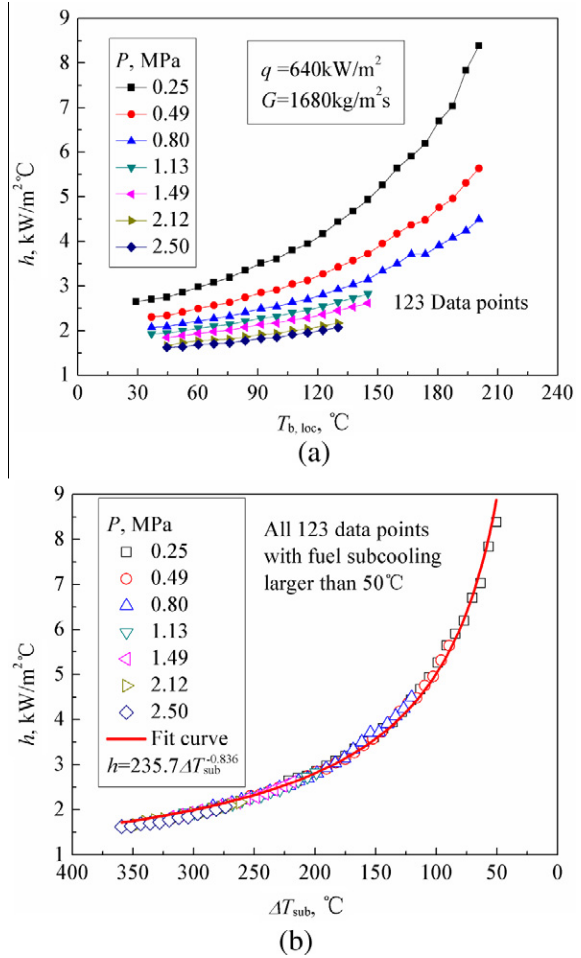 9
8
7
6
5
4
3
2
1
h, kW/m²℃
P, MPa
0.25
0.49
0.80
1.13
1.49
2.12
2.50
q =640kW/m²
G=1680kg/m²s
123 Data points
0 30 60 90 120 150 180 210 240
T_b, loc, ℃
(a)
9
8
7
6
5
4
3
2
1
h, kW/m²℃
P, MPa
0.25
0.49
0.80
1.13
1.49
2.12
2.50
Fit curve
h=235.7ΔT_sub^-0.836
All 123 data points
with fuel subcooling
larger than 50℃
400 350 300 250 200 150 100 50 0
ΔT_sub, ℃
(b)